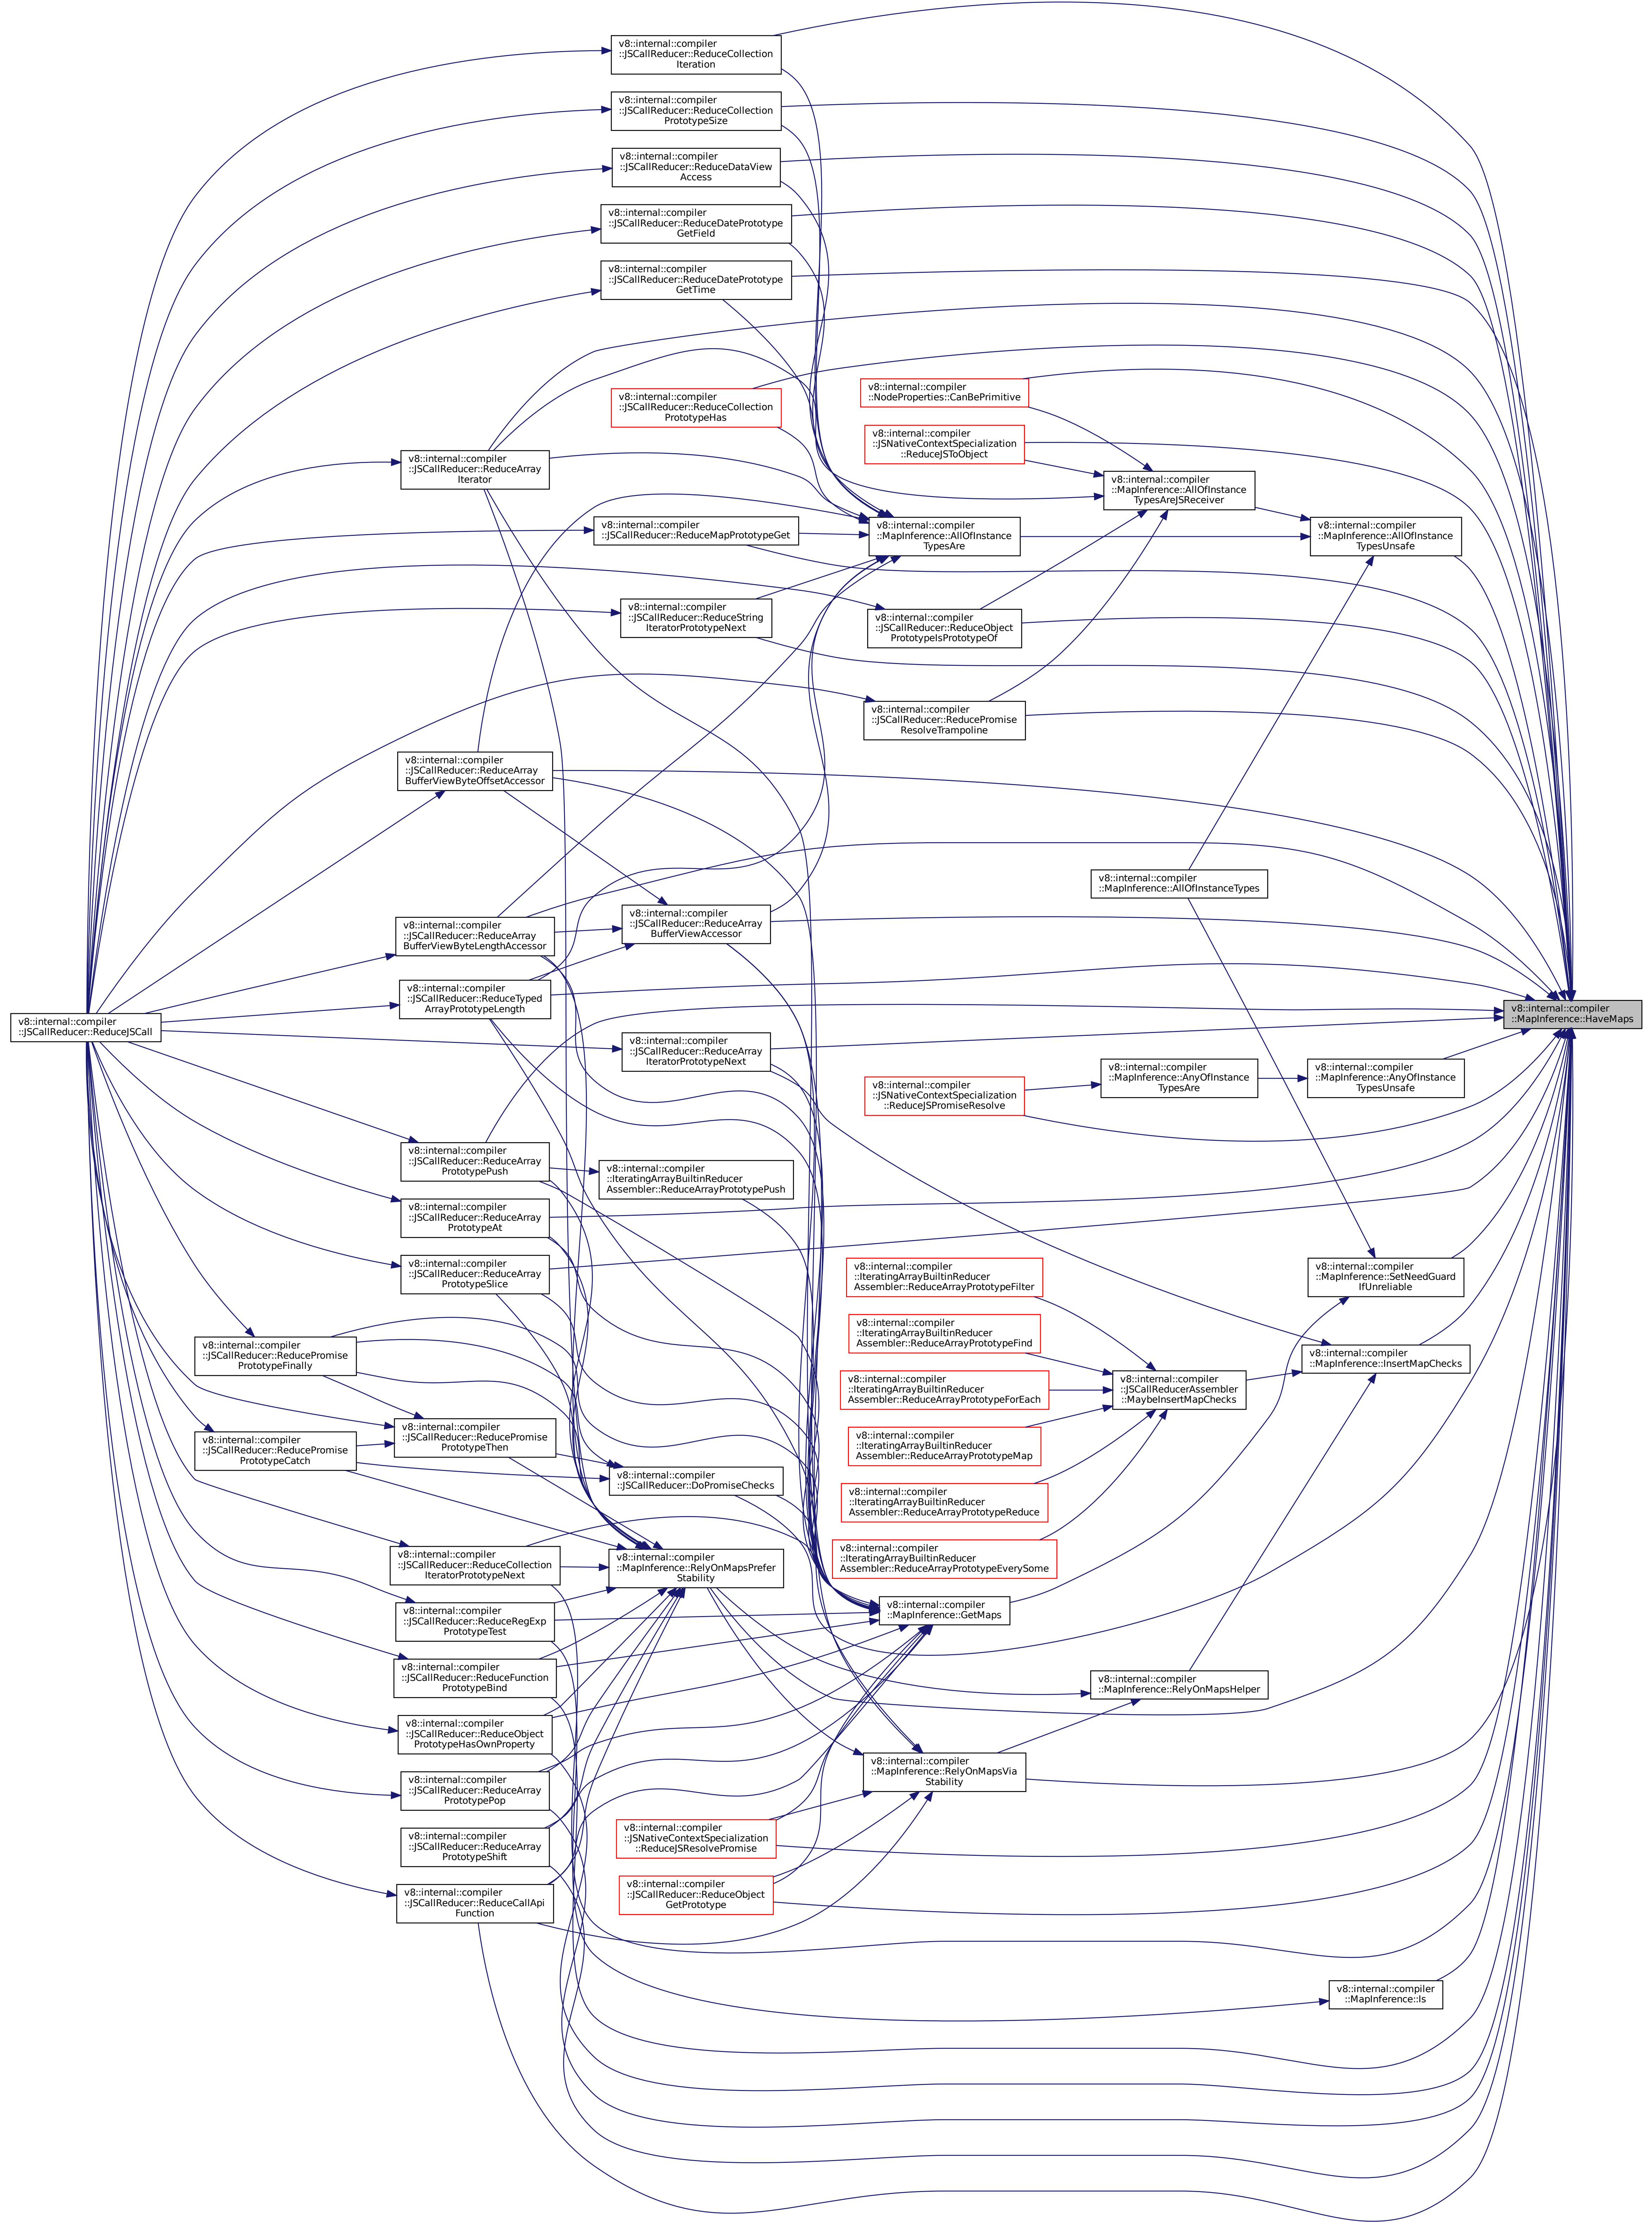 v8::internal::compiler
::JSCallReducer::ReduceCollection
Iteration
v8::internal::compiler
::JSCallReducer::ReduceCollection
PrototypeSize
v8::internal::compiler
::JSCallReducer::ReduceDataView
Access
v8::internal::compiler
::JSCallReducer::ReduceDatePrototype
GetField
v8::internal::compiler
::JSCallReducer::ReduceDatePrototype
GetTime
v8::internal::compiler
::JSCallReducer::ReduceCollection
PrototypeHas
v8::internal::compiler
::NodeProperties::CanBePrimitive
v8::internal::compiler
::JSNativeContextSpecialization
::ReduceJSToObject
v8::internal::compiler
::JSCallReducer::ReduceArray
Iterator
v8::internal::compiler
::MapInference::AllOfInstance
TypesAreJSReceiver
v8::internal::compiler
::JSCallReducer::ReduceMapPrototypeGet
v8::internal::compiler
::MapInference::AllOfInstance
TypesAre
v8::internal::compiler
::MapInference::AllOfInstance
TypesUnsafe
v8::internal::compiler
::JSCallReducer::ReduceString
IteratorPrototypeNext
v8::internal::compiler
::JSCallReducer::ReduceObject
PrototypeIsPrototypeOf
v8::internal::compiler
::JSCallReducer::ReducePromise
ResolveTrampoline
v8::internal::compiler
::JSCallReducer::ReduceArray
BufferViewByteOffsetAccessor
v8::internal::compiler
::MapInference::AllOfInstanceTypes
v8::internal::compiler
::JSCallReducer::ReduceArray
BufferViewByteLengthAccessor
v8::internal::compiler
::JSCallReducer::ReduceArray
BufferViewAccessor
v8::internal::compiler
::JSCallReducer::ReduceTyped
ArrayPrototypeLength
v8::internal::compiler
::JSCallReducer::ReduceJSCall
v8::internal::compiler
::MapInference::HaveMaps
v8::internal::compiler
::JSCallReducer::ReduceArray
IteratorPrototypeNext
v8::internal::compiler
::JSNativeContextSpecialization
::ReduceJSPromiseResolve
v8::internal::compiler
::MapInference::AnyOfInstance
TypesAre
v8::internal::compiler
::MapInference::AnyOfInstance
TypesUnsafe
v8::internal::compiler
::JSCallReducer::ReduceArray
PrototypePush
v8::internal::compiler
::IteratingArrayBuiltinReducer
Assembler::ReduceArrayPrototypePush
v8::internal::compiler
::JSCallReducer::ReduceArray
PrototypeAt
v8::internal::compiler
::JSCallReducer::ReduceArray
PrototypeSlice
v8::internal::compiler
::IteratingArrayBuiltinReducer
Assembler::ReduceArrayPrototypeFilter
v8::internal::compiler
::MapInference::SetNeedGuard
IfUnreliable
v8::internal::compiler
::IteratingArrayBuiltinReducer
Assembler::ReduceArrayPrototypeFind
v8::internal::compiler
::JSCallReducer::ReducePromise
PrototypeFinally
v8::internal::compiler
::MapInference::InsertMapChecks
v8::internal::compiler
::IteratingArrayBuiltinReducer
Assembler::ReduceArrayPrototypeForEach
v8::internal::compiler
::JSCallReducerAssembler
::MaybeInsertMapChecks
v8::internal::compiler
::JSCallReducer::ReducePromise
PrototypeThen
v8::internal::compiler
::JSCallReducer::ReducePromise
PrototypeCatch
v8::internal::compiler
::IteratingArrayBuiltinReducer
Assembler::ReduceArrayPrototypeMap
v8::internal::compiler
::JSCallReducer::DoPromiseChecks
v8::internal::compiler
::IteratingArrayBuiltinReducer
Assembler::ReduceArrayPrototypeReduce
v8::internal::compiler
::IteratingArrayBuiltinReducer
Assembler::ReduceArrayPrototypeEverySome
v8::internal::compiler
::JSCallReducer::ReduceCollection
IteratorPrototypeNext
v8::internal::compiler
::MapInference::RelyOnMapsPrefer
Stability
v8::internal::compiler
::JSCallReducer::ReduceRegExp
PrototypeTest
v8::internal::compiler
::MapInference::GetMaps
v8::internal::compiler
::JSCallReducer::ReduceFunction
PrototypeBind
v8::internal::compiler
::MapInference::RelyOnMapsHelper
v8::internal::compiler
::JSCallReducer::ReduceObject
PrototypeHasOwnProperty
v8::internal::compiler
::MapInference::RelyOnMapsVia
Stability
v8::internal::compiler
::JSCallReducer::ReduceArray
PrototypePop
v8::internal::compiler
::JSNativeContextSpecialization
::ReduceJSResolvePromise
v8::internal::compiler
::JSCallReducer::ReduceArray
PrototypeShift
v8::internal::compiler
::JSCallReducer::ReduceObject
GetPrototype
v8::internal::compiler
::JSCallReducer::ReduceCallApi
Function
v8::internal::compiler
::MapInference::Is